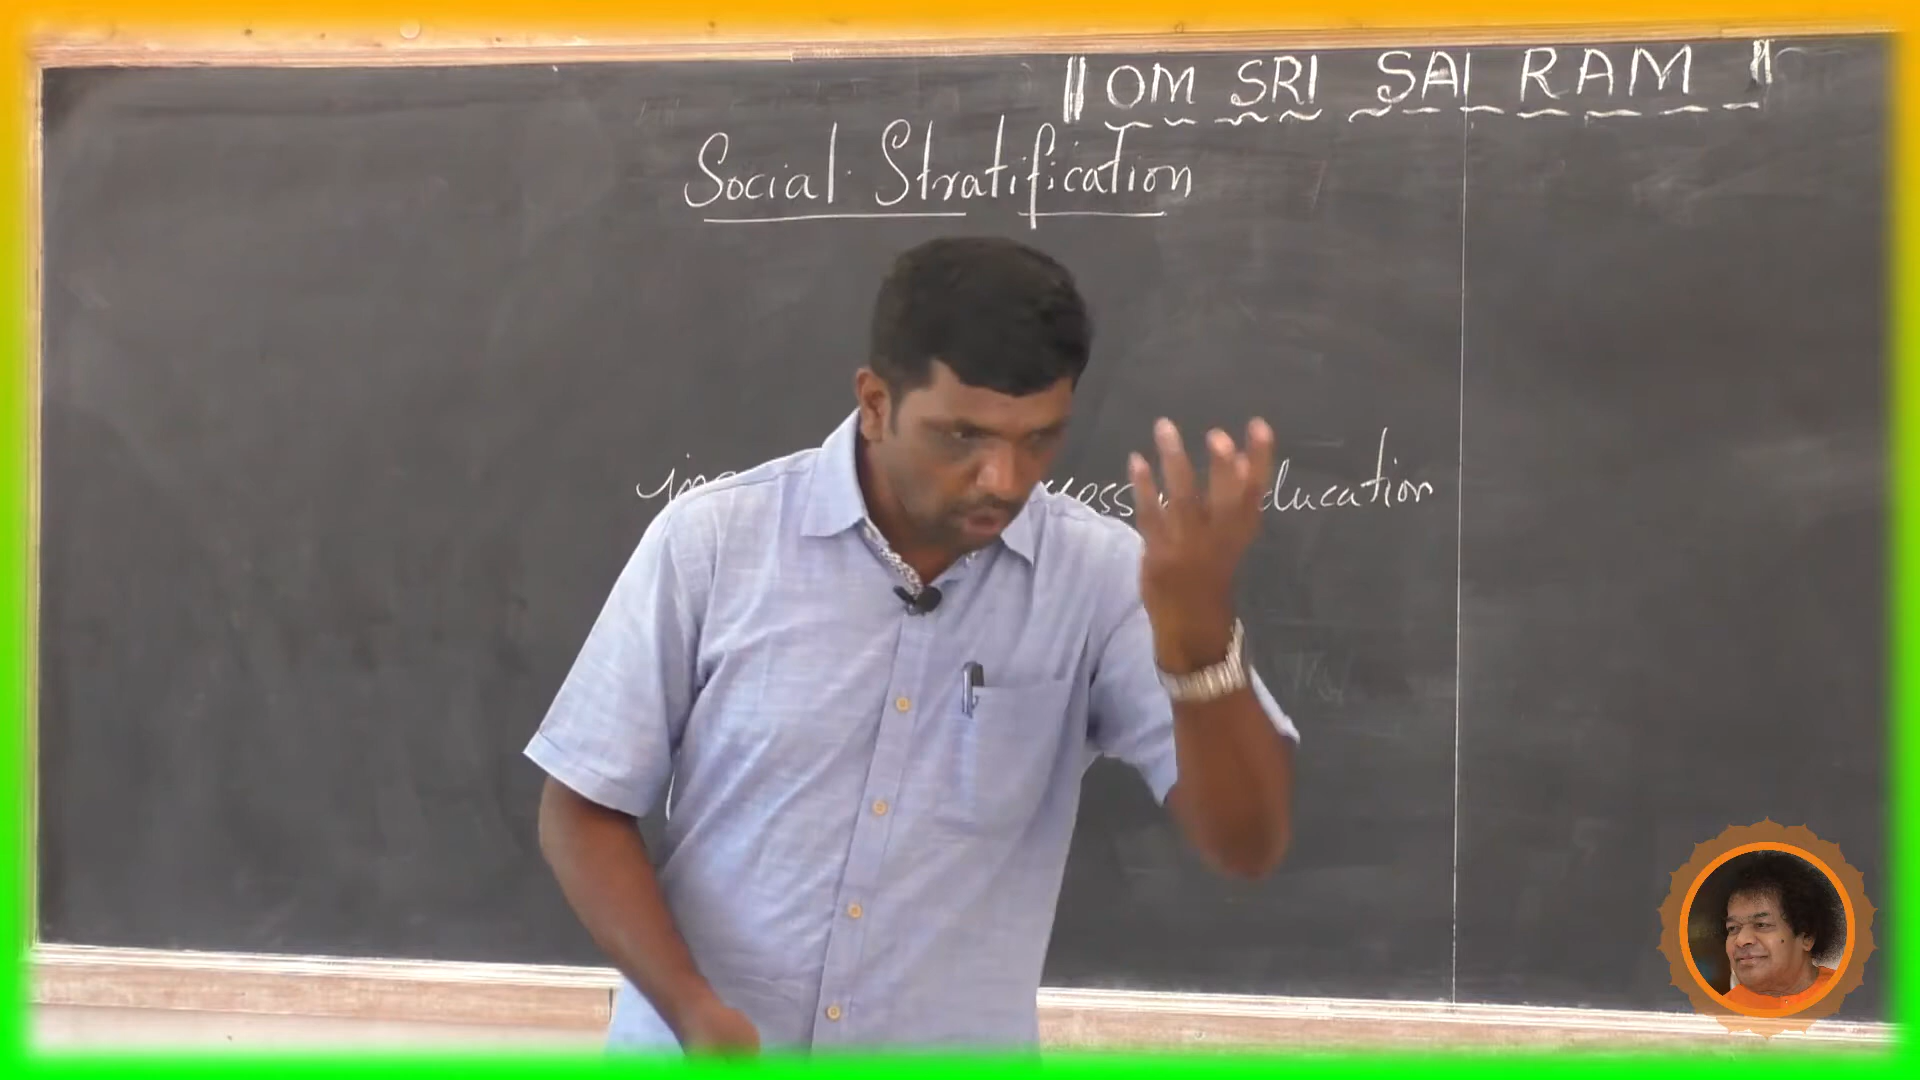 || OM SRI SAI RAM ||
Social Stratification
education